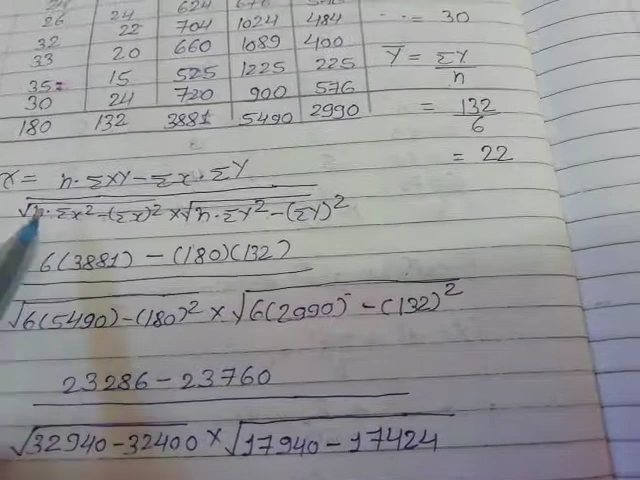 26 24 624 676 576
32 22 704 1024 484 = 30
33 20 660 1089 400
35 15 525 1225 225 Y = ΣY / n
30 24 720 900 576
180 132 3881 5490 2990 = 132 / 6
= 22
r = n·ΣXY – Σx·ΣY
√n·Σx² – (Σx)² × √n·ΣY² – (ΣY)²
6(3881) – (180)(132)
√6(5490) – (180)² × √6(2990) – (132)²
23286 – 23760
√32940 – 32400 × √17940 – 17424